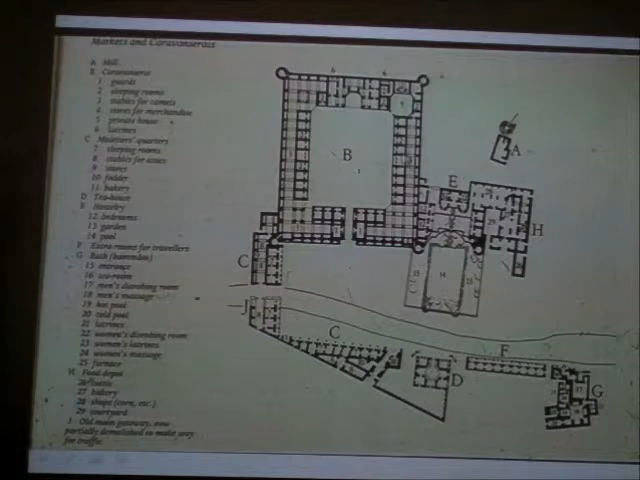 Markets and Caravanserais
A Mill
B Caravanserai
1 guards
2 sleeping rooms
3 stables for camels
4 stores for merchandise
5 private house
6 latrines
C Muleteers' quarters
7 sleeping rooms
8 stables for asses
9 stores
10 fodder
11 bakery
D Tea-house
E Hostelry
12 bedrooms
13 garden
14 pool
F Extra rooms for travellers
G Bath (hammam)
15 entrance
16 tea-room
17 men's disrobing room
18 men's massage
19 hot pool
20 cold pool
21 latrines
22 women's disrobing room
23 women's latrines
24 women's massage
25 furnace
H Food depot
26
27 bakery
28 shops (corn, etc.)
29 courtyard
J Old main gateway, now
partially demolished to make way
for traffic
6 6
B
A
E
H
C
14
J
C
F
D
G